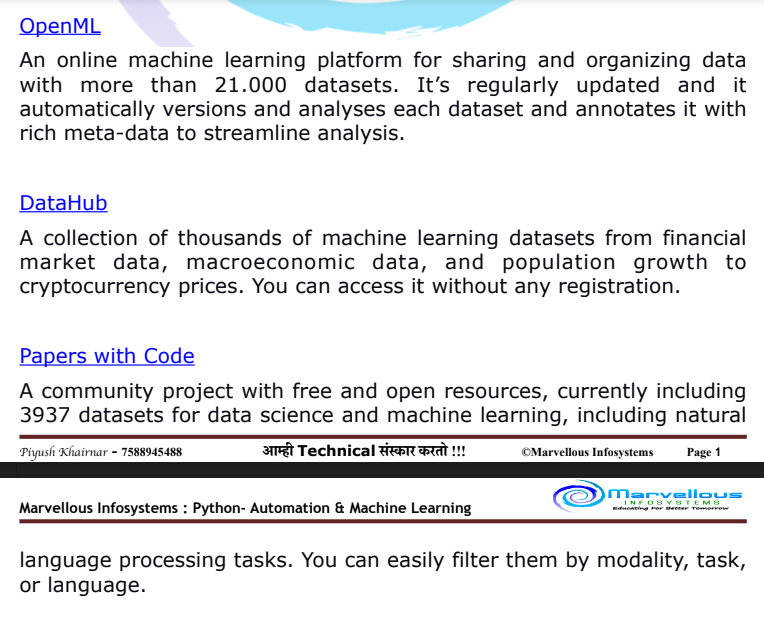 OpenML
An online machine learning platform for sharing and organizing data
with more than 21.000 datasets. It’s regularly updated and it
automatically versions and analyses each dataset and annotates it with
rich meta-data to streamline analysis.
DataHub
A collection of thousands of machine learning datasets from financial
market data, macroeconomic data, and population growth to
cryptocurrency prices. You can access it without any registration.
Papers with Code
A community project with free and open resources, currently including
3937 datasets for data science and machine learning, including natural
Piyush Khairnar - 7588945488 आम्ही Technical संस्कार करतो !!! ©Marvellous Infosystems Page 1
Marvellous Infosystems : Python- Automation & Machine Learning
Marvellous
INFOSYSTEMS
Educating For Better Tomorrow
language processing tasks. You can easily filter them by modality, task,
or language.